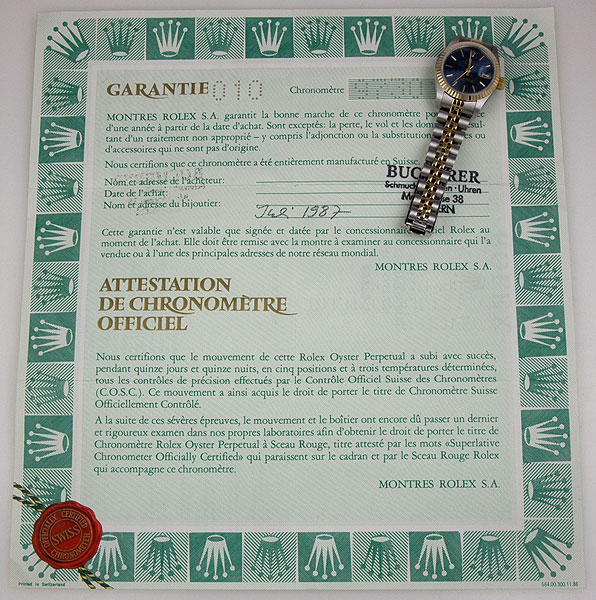 GARANTIE 010
Chronomètre
MONTRES ROLEX S.A. garantit la bonne marche de ce chronomètre
d'une année à partir de la date d'achat. Sont exceptés: la perte, le vol et les
tant d'un traitement non approprié – y compris l'adjonction ou la substitution ou
d'accessoires qui ne sont pas d'origine.
Nous certifions que ce chronomètre a été entièrement manufacturé en Suisse.
Nom et adresse de l'acheteur:
Date de l'achat:
Nom et adresse du bijoutier:
Juli 1987
Uhren
38
Cette garantie n'est valable que signée et datée par le concessionnaire Rolex au
moment de l'achat. Elle doit être remise avec la montre à examiner au concessionnaire qui l'a
vendue ou à l'une des principales adresses de notre réseau mondial.
MONTRES ROLEX S.A.
ATTESTATION
DE CHRONOMÈTRE
OFFICIEL
Nous certifions que le mouvement de cette Rolex Oyster Perpetual a subi avec succès,
pendant quinze jours et quinze nuits, en cinq positions et à trois températures déterminées,
tous les contrôles de précision effectués par le Contrôle Officiel Suisse des Chronomètres
(C.O.S.C.). Ce mouvement a ainsi acquis le droit de porter le titre de Chronomètre Suisse
Officiellement Contrôlé.
A la suite de ces sévères épreuves, le mouvement et le boîtier ont encore dû passer un dernier
et rigoureux examen dans nos propres laboratoires afin d'obtenir le droit de porter le titre de
Chronomètre Rolex Oyster Perpetual à Sceau Rouge, titre attesté par les mots «Superlative
Chronometer Officially Certified» qui paraissent sur le cadran et par le Sceau Rouge Rolex
qui accompagne ce chronomètre.
MONTRES ROLEX S.A.
OFFICIALLY CERTIFIED
SWISS
CHRONOMETER
Printed in Switzerland
564.00.300.11.86